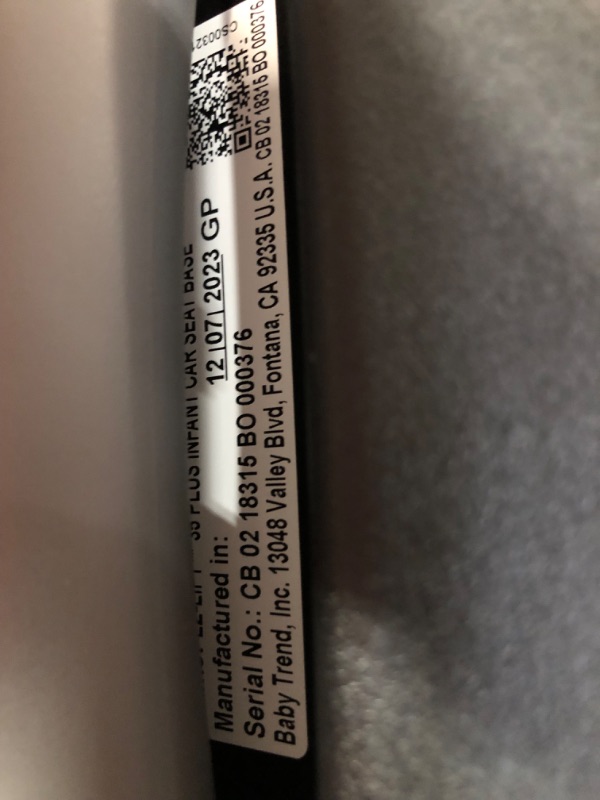 PLUS INFANT CAR SEAT BASE
Manufactured in: 12 | 07 | 2023 GP
Serial No.: CB 02 18315 BO 000376
Baby Trend, Inc. 13048 Valley Blvd, Fontana, CA 92335 U.S.A.
CB 02 18315 BO 000376